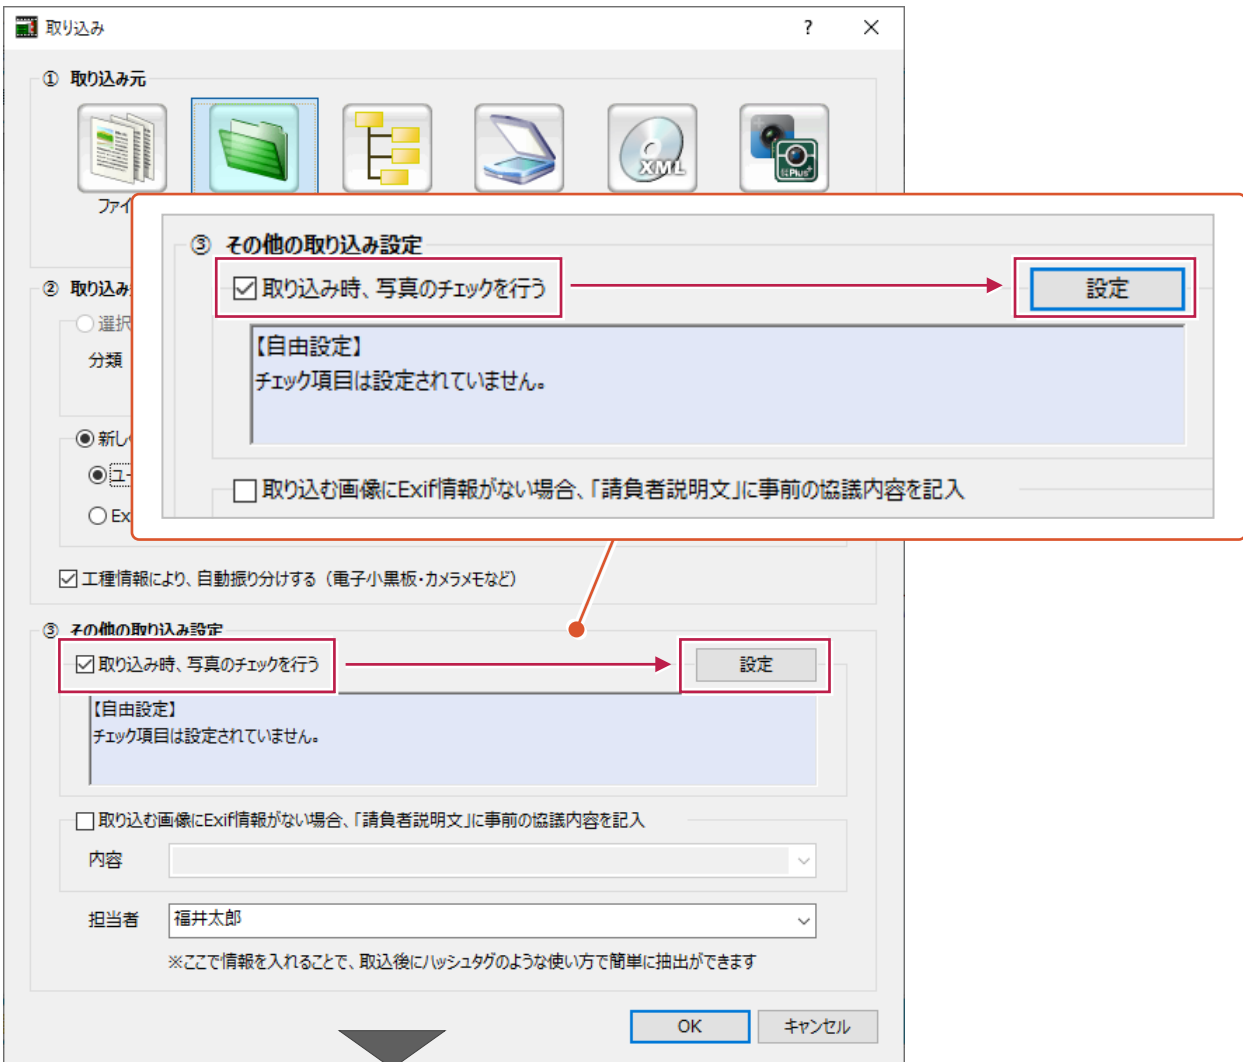 取り込み
① 取り込み元
XML
Plus+
ファイ
② 取り込み
選択
分類
新し
ユー
Ex
③ その他の取り込み設定
取り込み時、写真のチェックを行う
設定
【自由設定】
チェック項目は設定されていません。
取り込む画像にExif情報がない場合、「請負者説明文」に事前の協議内容を記入
工種情報により、自動振り分けする（電子小黒板・カメラメモなど）
③ その他の取り込み設定
取り込み時、写真のチェックを行う
設定
【自由設定】
チェック項目は設定されていません。
取り込む画像にExif情報がない場合、「請負者説明文」に事前の協議内容を記入
内容
担当者 福井太郎
※ここで情報を入れることで、取込後にハッシュタグのような使い方で簡単に抽出ができます
OK キャンセル